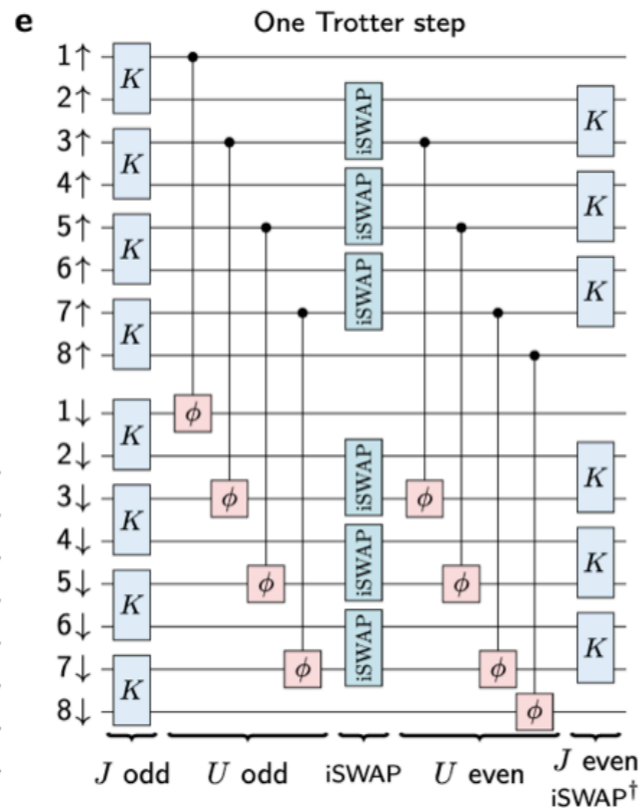 e One Trotter step
1↑
2↑
3↑
4↑
5↑
6↑
7↑
8↑
1↓
2↓
3↓
4↓
5↓
6↓
7↓
8↓
K
K
K
K
K
K
K
K
ϕ
ϕ
ϕ
ϕ
iSWAP
iSWAP
iSWAP
iSWAP
iSWAP
iSWAP
ϕ
ϕ
ϕ
ϕ
K
K
K
K
K
K
J odd
U odd
iSWAP
U even
J even
iSWAP†